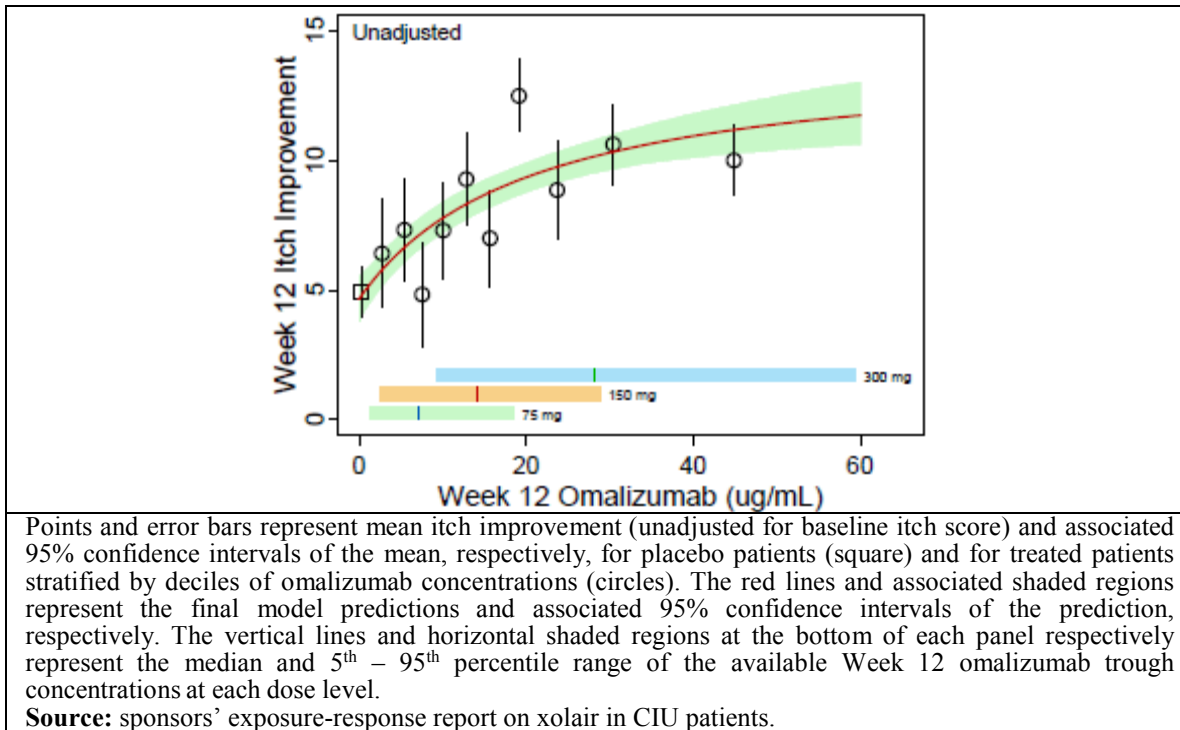 Unadjusted
15
10
5
0
Week 12 Itch Improvement
300 mg
150 mg
75 mg
0 20 40 60
Week 12 Omalizumab (ug/mL)
Points and error bars represent mean itch improvement (unadjusted for baseline itch score) and associated
95% confidence intervals of the mean, respectively, for placebo patients (square) and for treated patients
stratified by deciles of omalizumab concentrations (circles). The red lines and associated shaded regions
represent the final model predictions and associated 95% confidence intervals of the prediction,
respectively. The vertical lines and horizontal shaded regions at the bottom of each panel respectively
represent the median and 5th – 95th percentile range of the available Week 12 omalizumab trough
concentrations at each dose level.
Source: sponsors' exposure-response report on xolair in CIU patients.